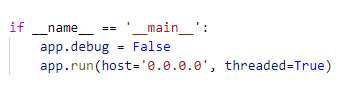 if __name__ == '__main__':
    app.debug = False
    app.run(host='0.0.0.0', threaded=True)